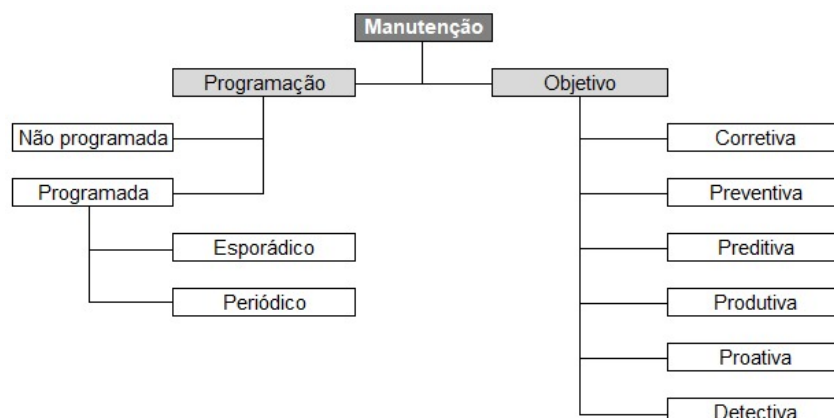 Manutenção
Programação
Objetivo
Não programada
Corretiva
Programada
Preventiva
Esporádico
Preditiva
Periódico
Produtiva
Proativa
Detectiva